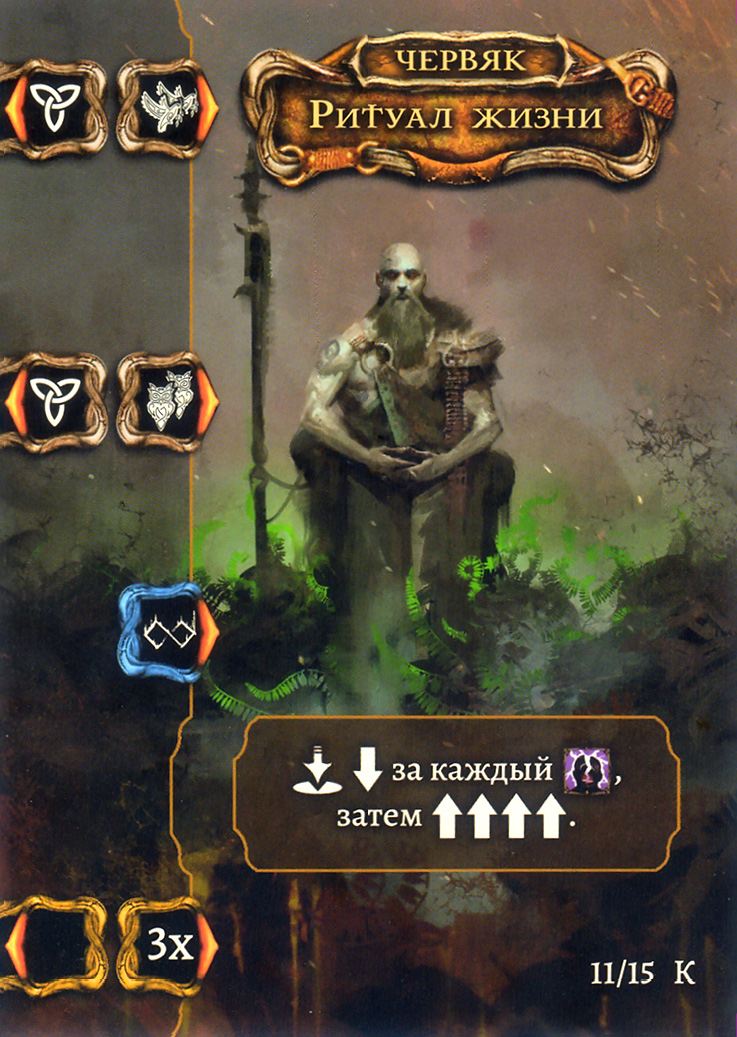 ЧЕРВЯК
Ритуал жизни
за каждый ,
затем .
3x
11/15 К